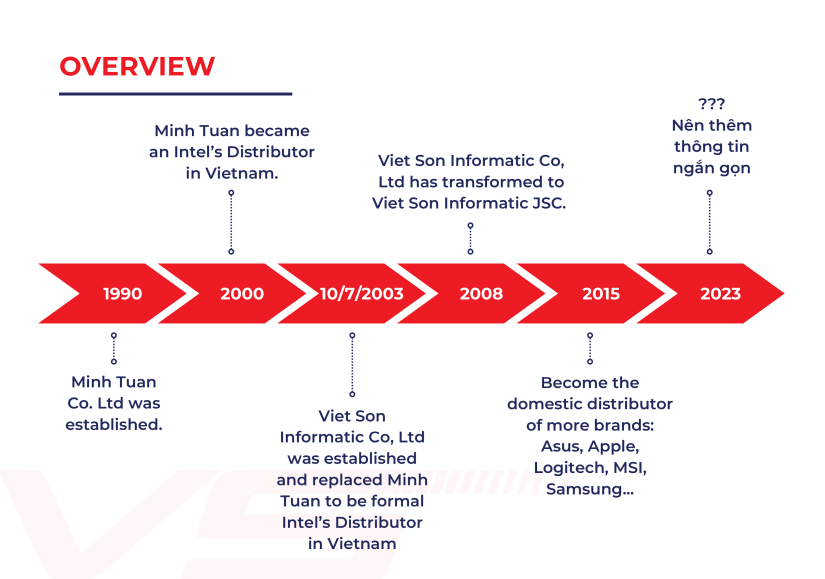 OVERVIEW
Minh Tuan became
an Intel's Distributor
in Vietnam.
Viet Son Informatic Co,
Ltd has transformed to
Viet Son Informatic JSC.
???
Nên thêm
thông tin
ngắn gọn
1990
2000
10/7/2003
2008
2015
2023
Minh Tuan
Co. Ltd was
established.
Viet Son
Informatic Co, Ltd
was established
and replaced Minh
Tuan to be formal
Intel's Distributor
in Vietnam
Become the
domestic distributor
of more brands:
Asus, Apple,
Logitech, MSI,
Samsung...
VS